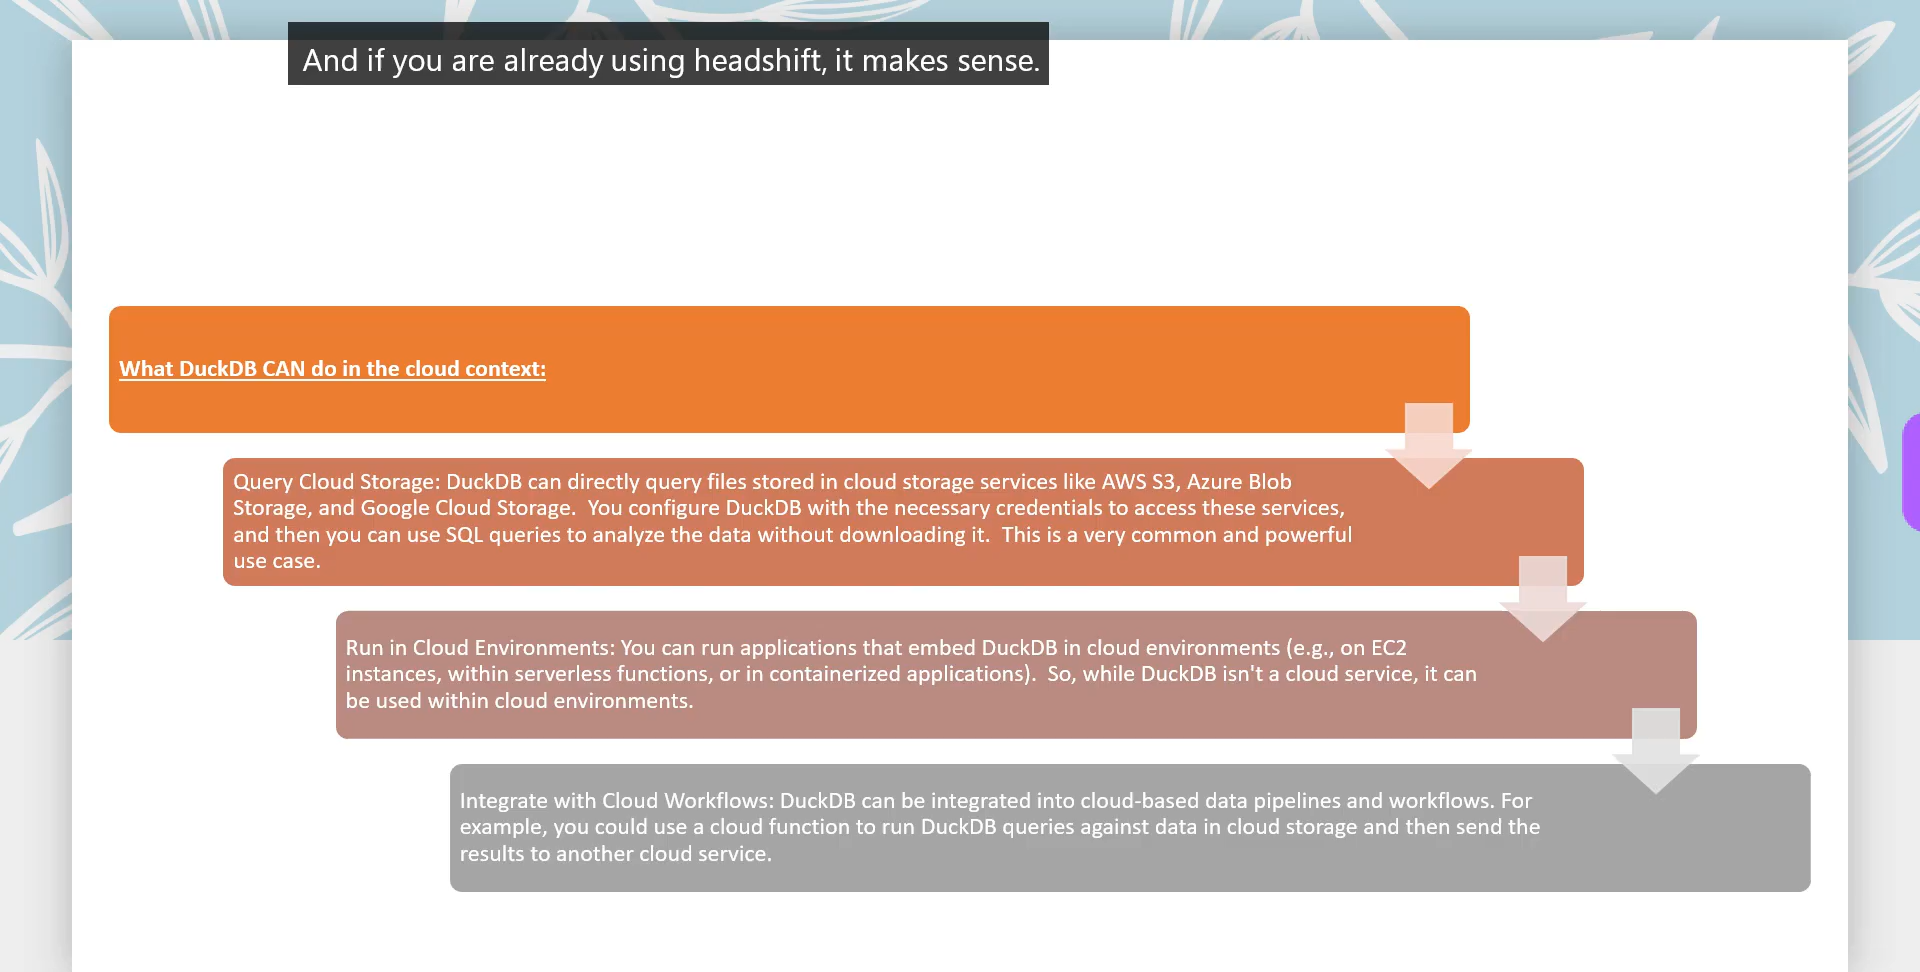 And if you are already using headshift, it makes sense.
What DuckDB CAN do in the cloud context:
Query Cloud Storage: DuckDB can directly query files stored in cloud storage services like AWS S3, Azure Blob
Storage, and Google Cloud Storage.  You configure DuckDB with the necessary credentials to access these services,
and then you can use SQL queries to analyze the data without downloading it.  This is a very common and powerful
use case.
Run in Cloud Environments: You can run applications that embed DuckDB in cloud environments (e.g., on EC2
instances, within serverless functions, or in containerized applications).  So, while DuckDB isn't a cloud service, it can
be used within cloud environments.
Integrate with Cloud Workflows: DuckDB can be integrated into cloud-based data pipelines and workflows. For
example, you could use a cloud function to run DuckDB queries against data in cloud storage and then send the
results to another cloud service.